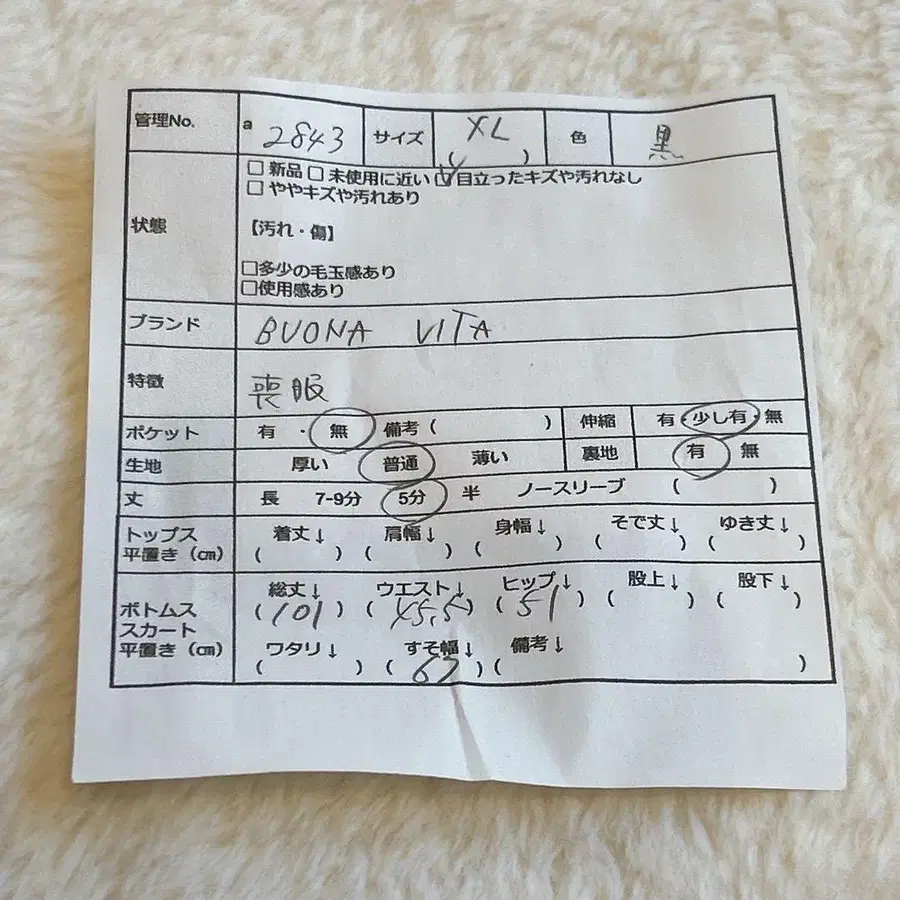 管理No. a 2843 サイズ XL ( ) 色 黒
状態 □ 新品 □ 未使用に近い ☑ 目立ったキズや汚れなし
□ ややキズや汚れあり
【汚れ・傷】
□多少の毛玉感あり
□使用感あり
ブランド BUONA VITA
特徴 喪服
ポケット 有 ・ 無 備考 ( ) 伸縮 有・少し有・無
生地 厚い 普通 薄い 裏地 有 無
丈 長 7-9分 5分 半 ノースリーブ ( )
トップス 着丈↓ 肩幅↓ 身幅↓ そで丈↓ ゆき丈↓
平置き (㎝) ( ) ( ) ( ) ( ) ( )
総丈↓ ウエスト↓ ヒップ↓ 股上↓ 股下↓
ボトムス (101) (45.5) (51) ( ) ( )
スカート
平置き (㎝) ワタリ↓ すそ幅↓ 備考↓
( ) (67) ( )